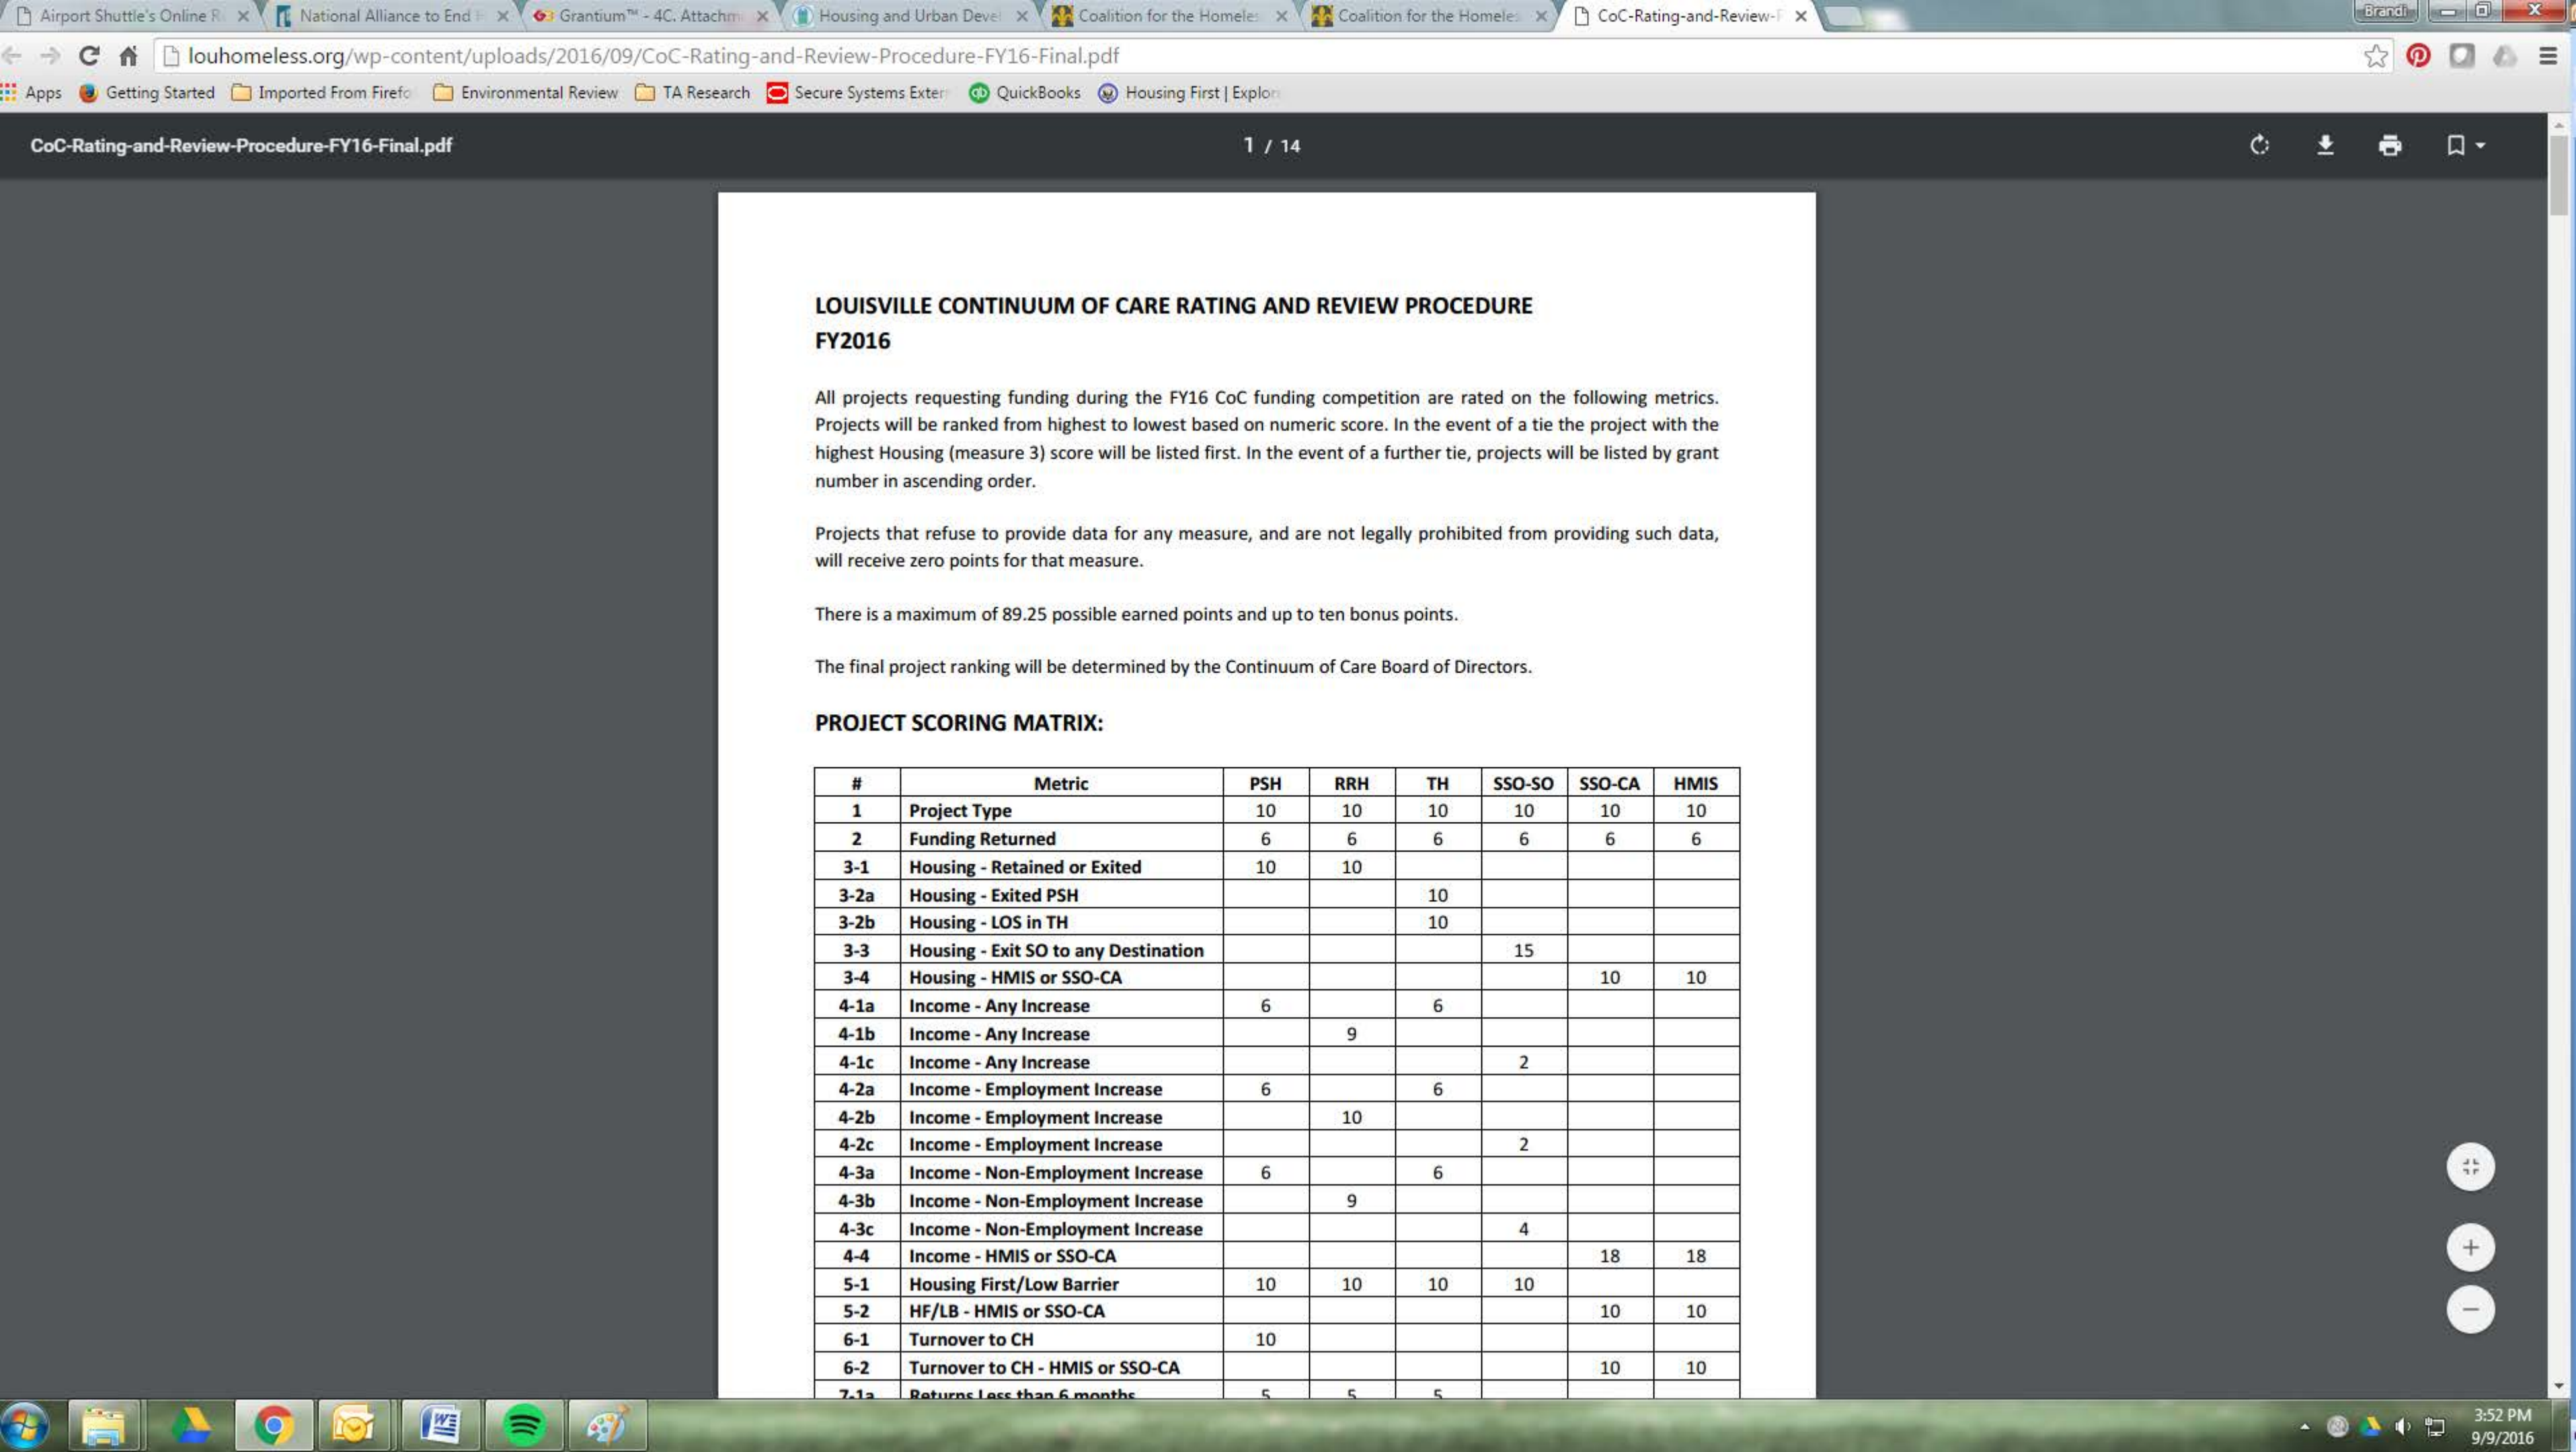 Airport Shuttle's Online R
National Alliance to End
Grantium™ - 4C. Attachm
Housing and Urban Devel
Coalition for the Homeles
Coalition for the Homeles
CoC-Rating-and-Review-F
Brandi
louhomeless.org/wp-content/uploads/2016/09/CoC-Rating-and-Review-Procedure-FY16-Final.pdf
Apps Getting Started Imported From Firefo Environmental Review TA Research Secure Systems Exter QuickBooks Housing First | Explor
CoC-Rating-and-Review-Procedure-FY16-Final.pdf 1 / 14
LOUISVILLE CONTINUUM OF CARE RATING AND REVIEW PROCEDURE
FY2016
All projects requesting funding during the FY16 CoC funding competition are rated on the following metrics.
Projects will be ranked from highest to lowest based on numeric score. In the event of a tie the project with the
highest Housing (measure 3) score will be listed first. In the event of a further tie, projects will be listed by grant
number in ascending order.
Projects that refuse to provide data for any measure, and are not legally prohibited from providing such data,
will receive zero points for that measure.
There is a maximum of 89.25 possible earned points and up to ten bonus points.
The final project ranking will be determined by the Continuum of Care Board of Directors.
PROJECT SCORING MATRIX:
# Metric PSH RRH TH SSO-SO SSO-CA HMIS
1 Project Type 10 10 10 10 10 10
2 Funding Returned 6 6 6 6 6 6
3-1 Housing - Retained or Exited 10 10
3-2a Housing - Exited PSH 10
3-2b Housing - LOS in TH 10
3-3 Housing - Exit SO to any Destination 15
3-4 Housing - HMIS or SSO-CA 10 10
4-1a Income - Any Increase 6 6
4-1b Income - Any Increase 9
4-1c Income - Any Increase 2
4-2a Income - Employment Increase 6 6
4-2b Income - Employment Increase 10
4-2c Income - Employment Increase 2
4-3a Income - Non-Employment Increase 6 6
4-3b Income - Non-Employment Increase 9
4-3c Income - Non-Employment Increase 4
4-4 Income - HMIS or SSO-CA 18 18
5-1 Housing First/Low Barrier 10 10 10 10
5-2 HF/LB - HMIS or SSO-CA 10 10
6-1 Turnover to CH 10
6-2 Turnover to CH - HMIS or SSO-CA 10 10
7-1a Returns Less than 6 months 5 5 5
3:52 PM
9/9/2016